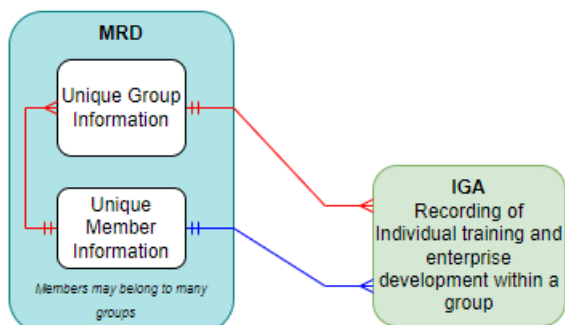 MRD
Unique Group
Information
Unique
Member
Information
Members may belong to many
groups
IGA
Recording of
Individual training and
enterprise
development within a
group